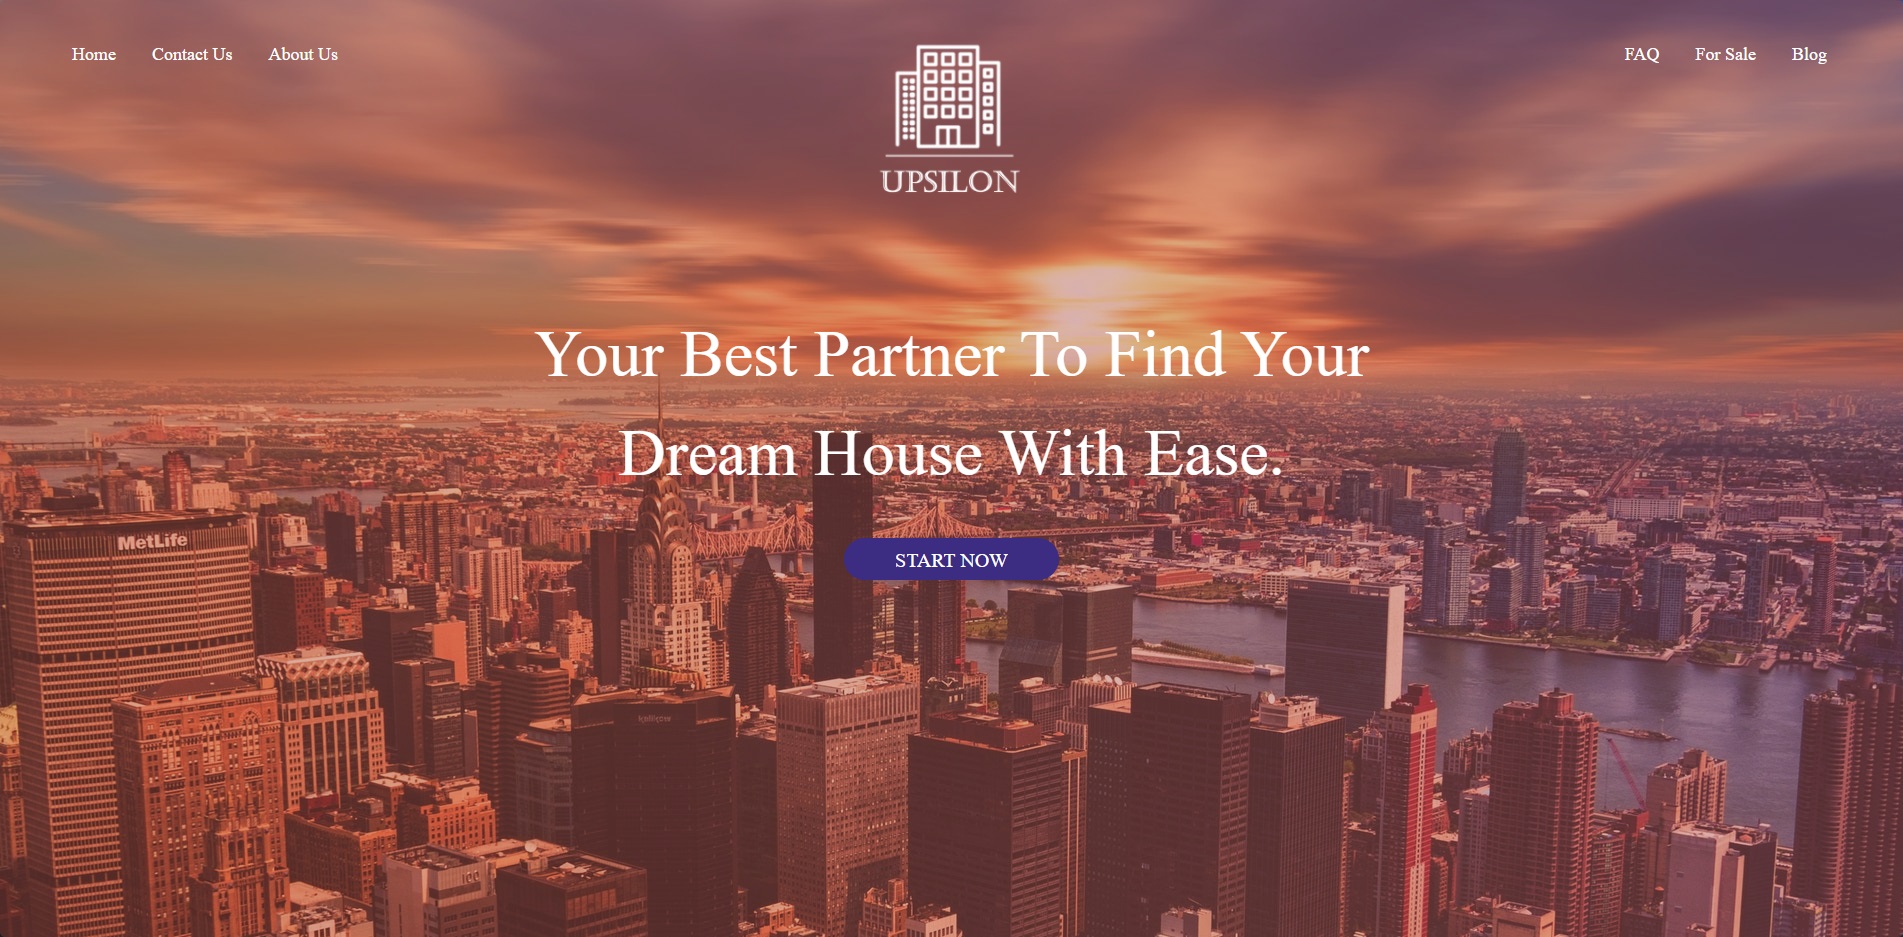 Home Contact Us About Us
FAQ For Sale Blog
UPSILON
Your Best Partner To Find Your
Dream House With Ease.
MetLife
START NOW